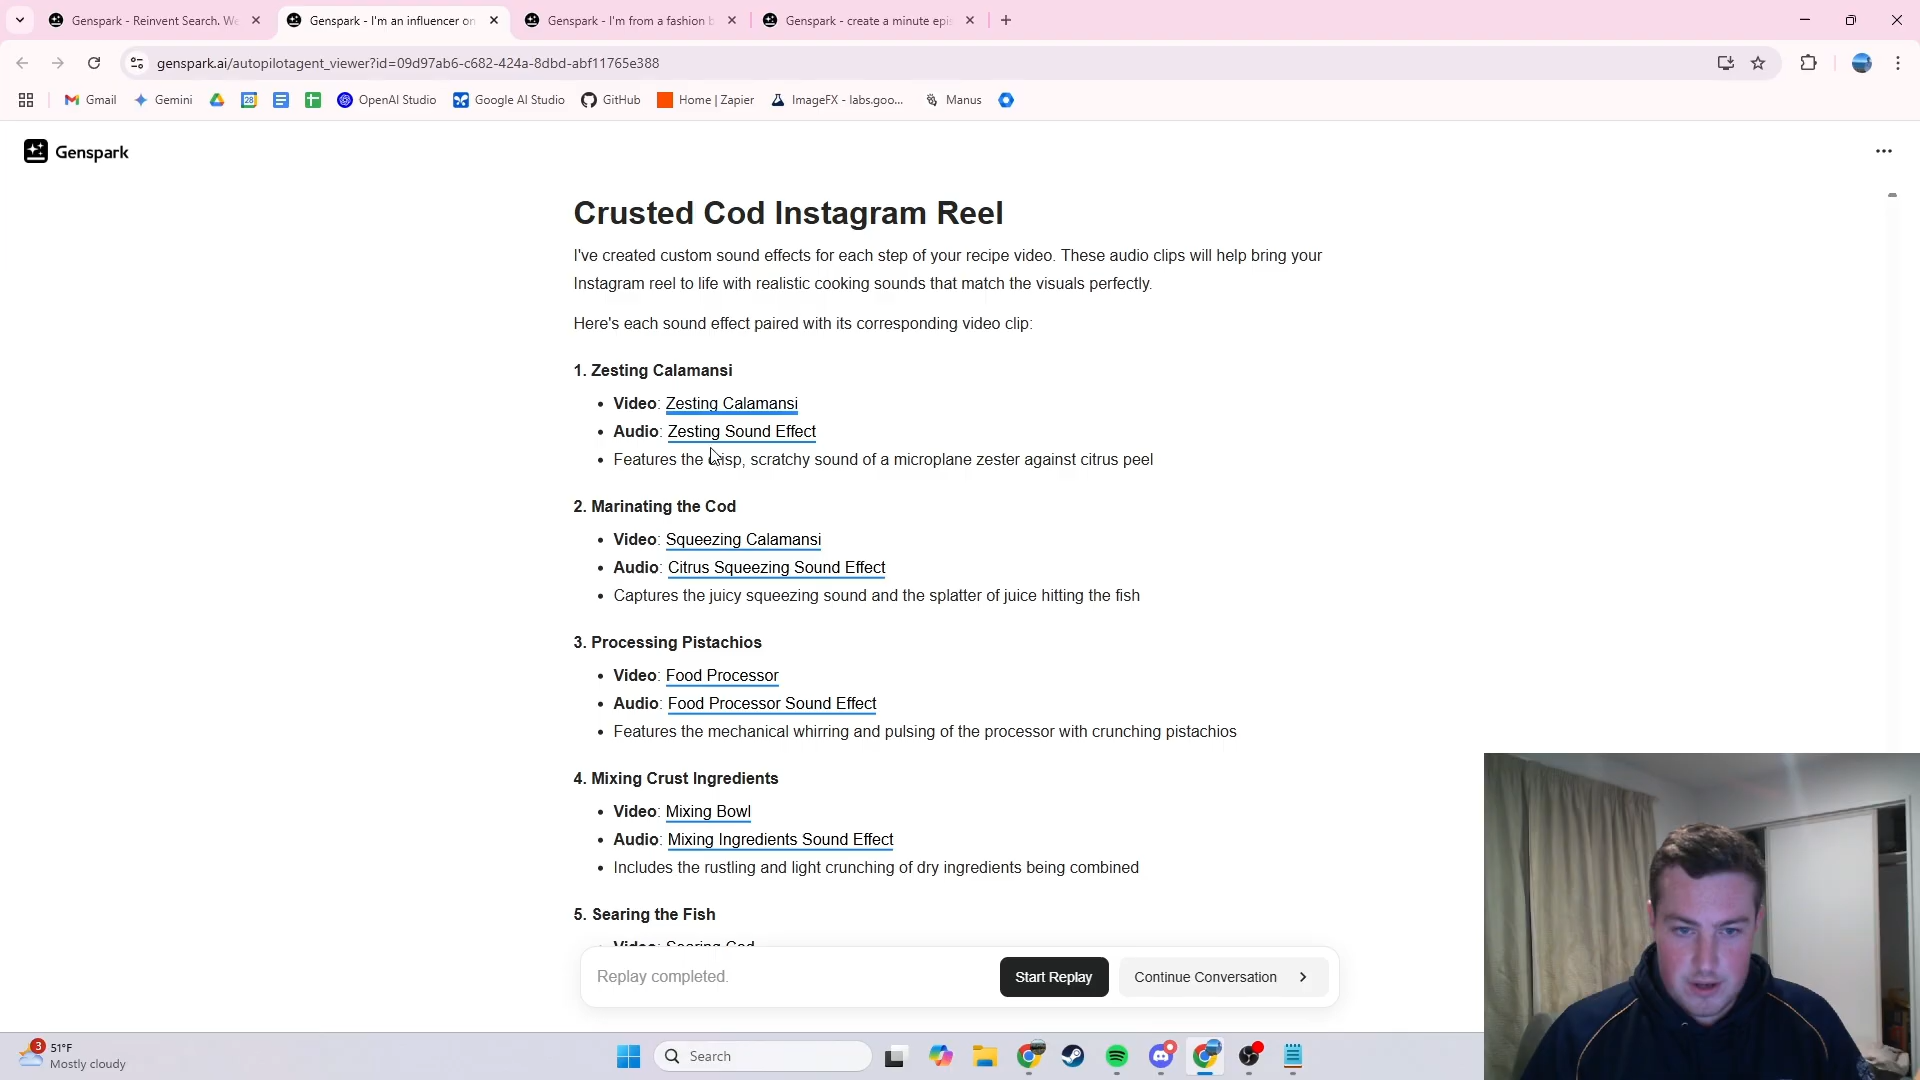 Genspark - Reinvent Search. We
Genspark - I'm an influencer on
Genspark - I'm from a fashion b
Genspark - create a minute epis
genspark.ai/autopilotagent_viewer?id=09d97ab6-c682-424a-8dbd-abf11765e388
Gmail
Gemini
28
OpenAI Studio
Google AI Studio
GitHub
Home | Zapier
ImageFX - labs.goo...
Manus
Genspark
Crusted Cod Instagram Reel
I've created custom sound effects for each step of your recipe video. These audio clips will help bring your
Instagram reel to life with realistic cooking sounds that match the visuals perfectly.
Here's each sound effect paired with its corresponding video clip:
1. Zesting Calamansi
• Video: Zesting Calamansi
• Audio: Zesting Sound Effect
• Features the crisp, scratchy sound of a microplane zester against citrus peel
2. Marinating the Cod
• Video: Squeezing Calamansi
• Audio: Citrus Squeezing Sound Effect
• Captures the juicy squeezing sound and the splatter of juice hitting the fish
3. Processing Pistachios
• Video: Food Processor
• Audio: Food Processor Sound Effect
• Features the mechanical whirring and pulsing of the processor with crunching pistachios
4. Mixing Crust Ingredients
• Video: Mixing Bowl
• Audio: Mixing Ingredients Sound Effect
• Includes the rustling and light crunching of dry ingredients being combined
5. Searing the Fish
• Video: Searing Cod
Replay completed.
Start Replay
Continue Conversation
3
51°F
Mostly cloudy
Search